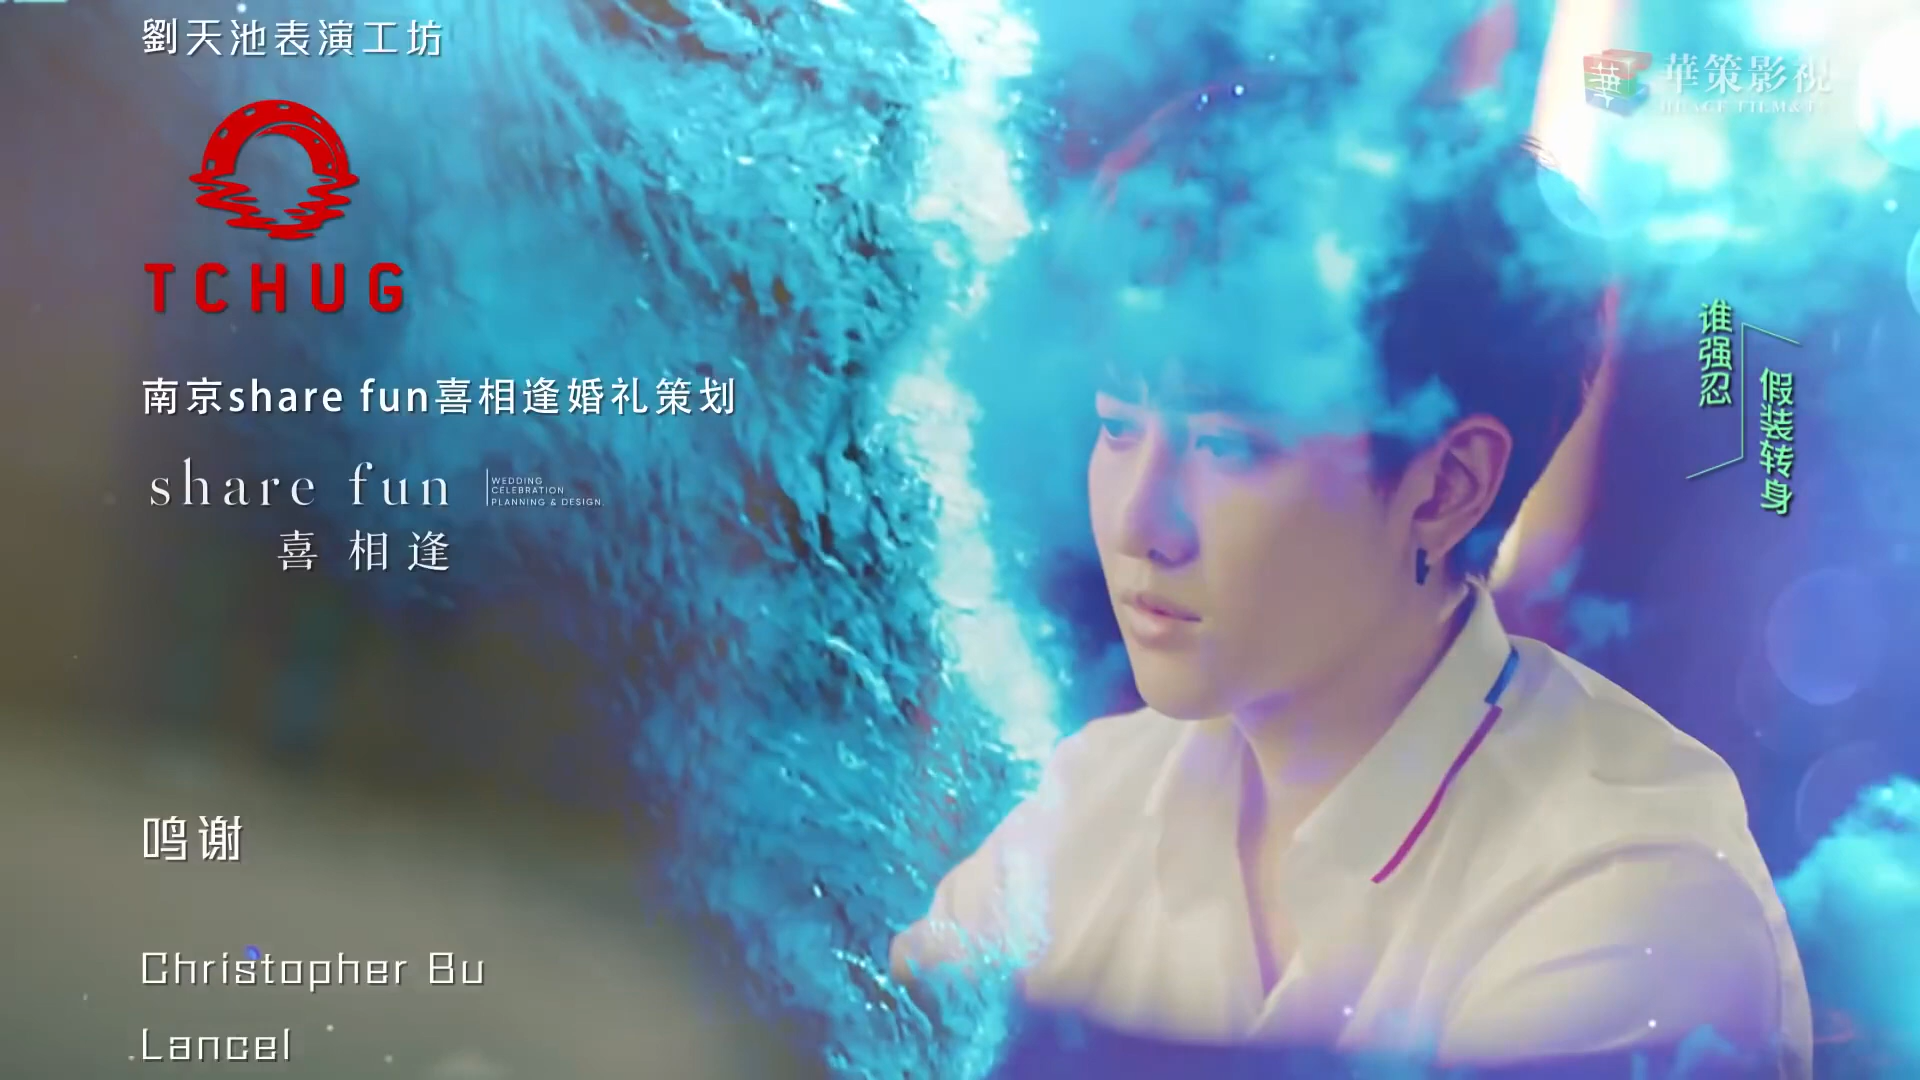 劉天池表演工坊
華策影視
HUACE FILM&T
TCHUG
谁强忍
假装转身
南京share fun喜相逢婚礼策划
share fun
WEDDING
CELEBRATION
PLANNING & DESIGN.
喜相逢
鸣谢
Christopher Bu
Lancel